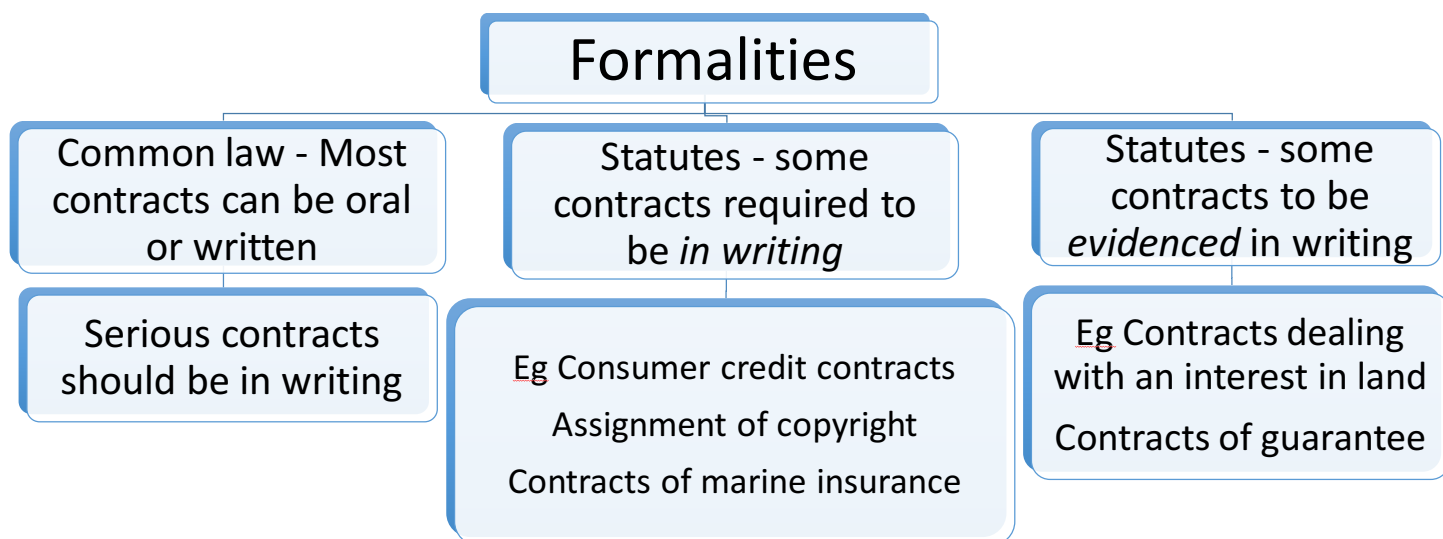 Formalities
Common law - Most
contracts can be oral
or written
Serious contracts
should be in writing
Statutes - some
contracts required to
be in writing
Eg Consumer credit contracts
Assignment of copyright
Contracts of marine insurance
Statutes - some
contracts to be
evidenced in writing
Eg Contracts dealing
with an interest in land
Contracts of guarantee